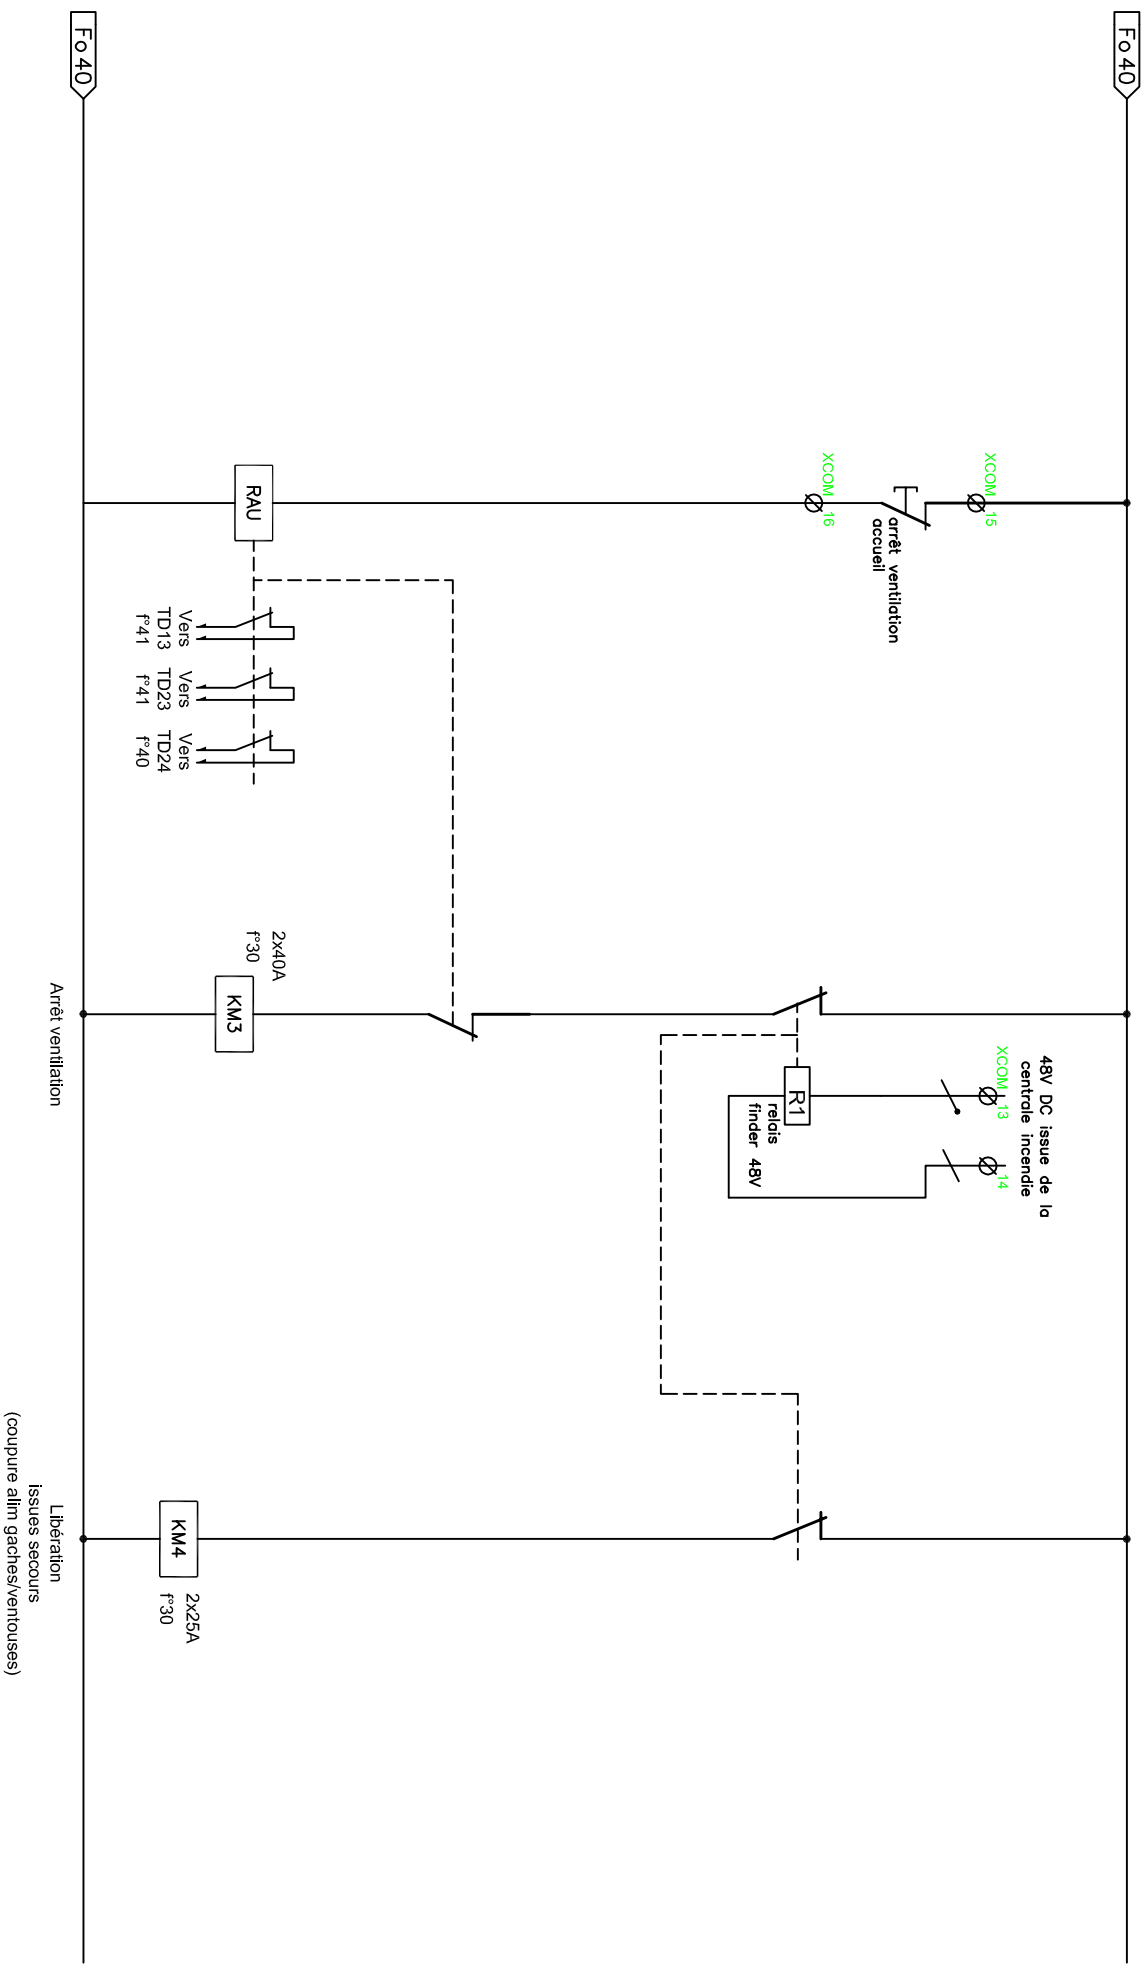 Fo 40
Fo 40
XCOM 15
arrêt ventilation
accueil
XCOM 16
RAU
Vers
TD13
f°41
Vers
TD23
f°41
Vers
TD24
f°40
48V DC issue de la
centrale incendie
XCOM 13
14
R1
relais
finder 48V
2x40A
f°30
KM3
Arrêt ventilation
KM4
2x25A
f°30
Libération
issues secours
(coupure alim gaches/ventouses)